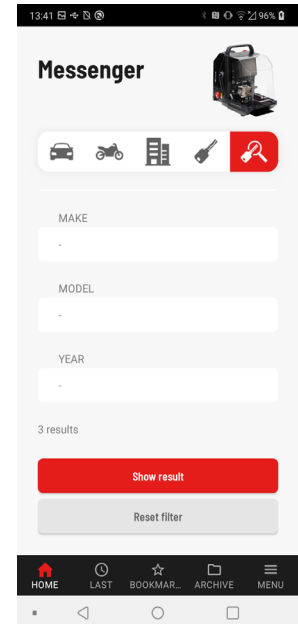 13:41 96%
Messenger
MAKE
-
MODEL
-
YEAR
-
3 results
Show result
Reset filter
HOME LAST BOOKMAR... ARCHIVE MENU